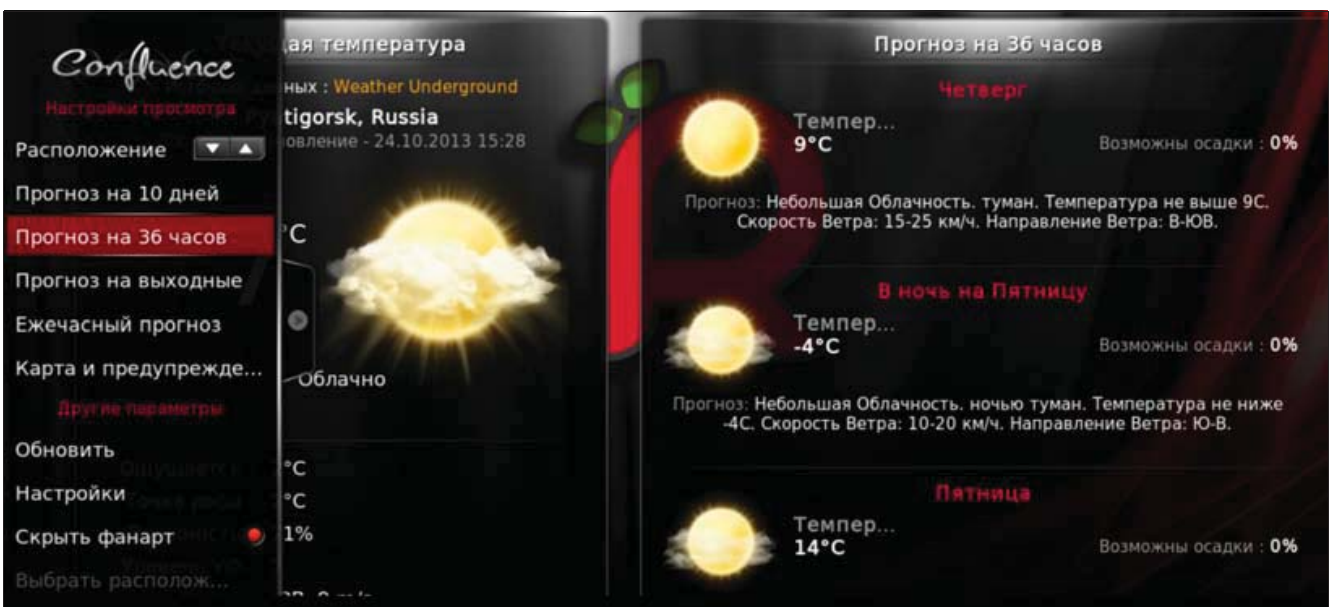 Confluence
Настройки просмотра
Расположение
Прогноз на 10 дней
Прогноз на 36 часов
Прогноз на выходные
Ежечасный прогноз
Карта и предупрежде...
Другие параметры
Обновить
Настройки
Скрыть фанарт
Выбрать располож...
ая температура
ных : Weather Underground
tigorsk, Russia
овление - 24.10.2013 15:28
°C
Облачно
°C
°C
1%
Прогноз на 36 часов
Четверг
Темпер...
9°C
Возможны осадки : 0%
Прогноз: Небольшая Облачность. туман. Температура не выше 9С.
Скорость Ветра: 15-25 км/ч. Направление Ветра: В-ЮВ.
В ночь на Пятницу
Темпер...
-4°C
Возможны осадки : 0%
Прогноз: Небольшая Облачность. ночью туман. Температура не ниже
-4С. Скорость Ветра: 10-20 км/ч. Направление Ветра: Ю-В.
Пятница
Темпер...
14°C
Возможны осадки : 0%